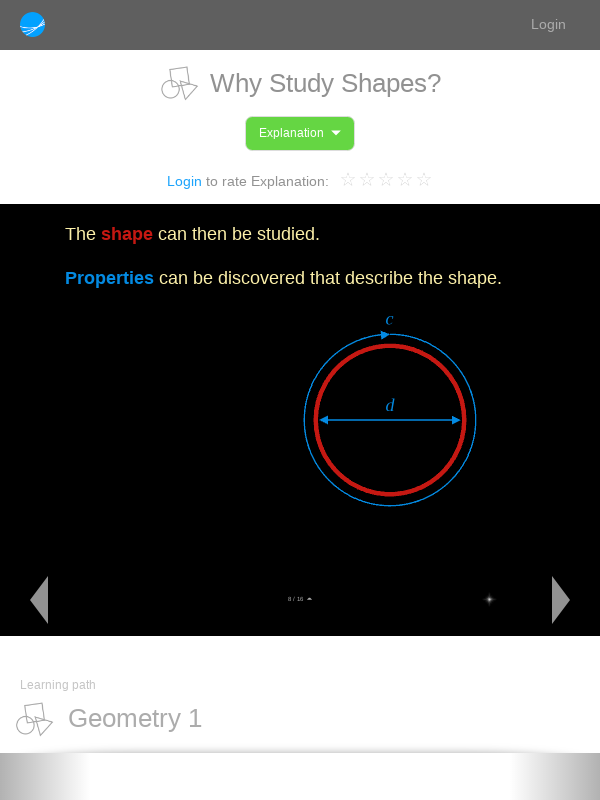 Login
Why Study Shapes?
Explanation
Login to rate Explanation:
The shape can then be studied.
Properties can be discovered that describe the shape.
c
d
8 / 16
Learning path
Geometry 1